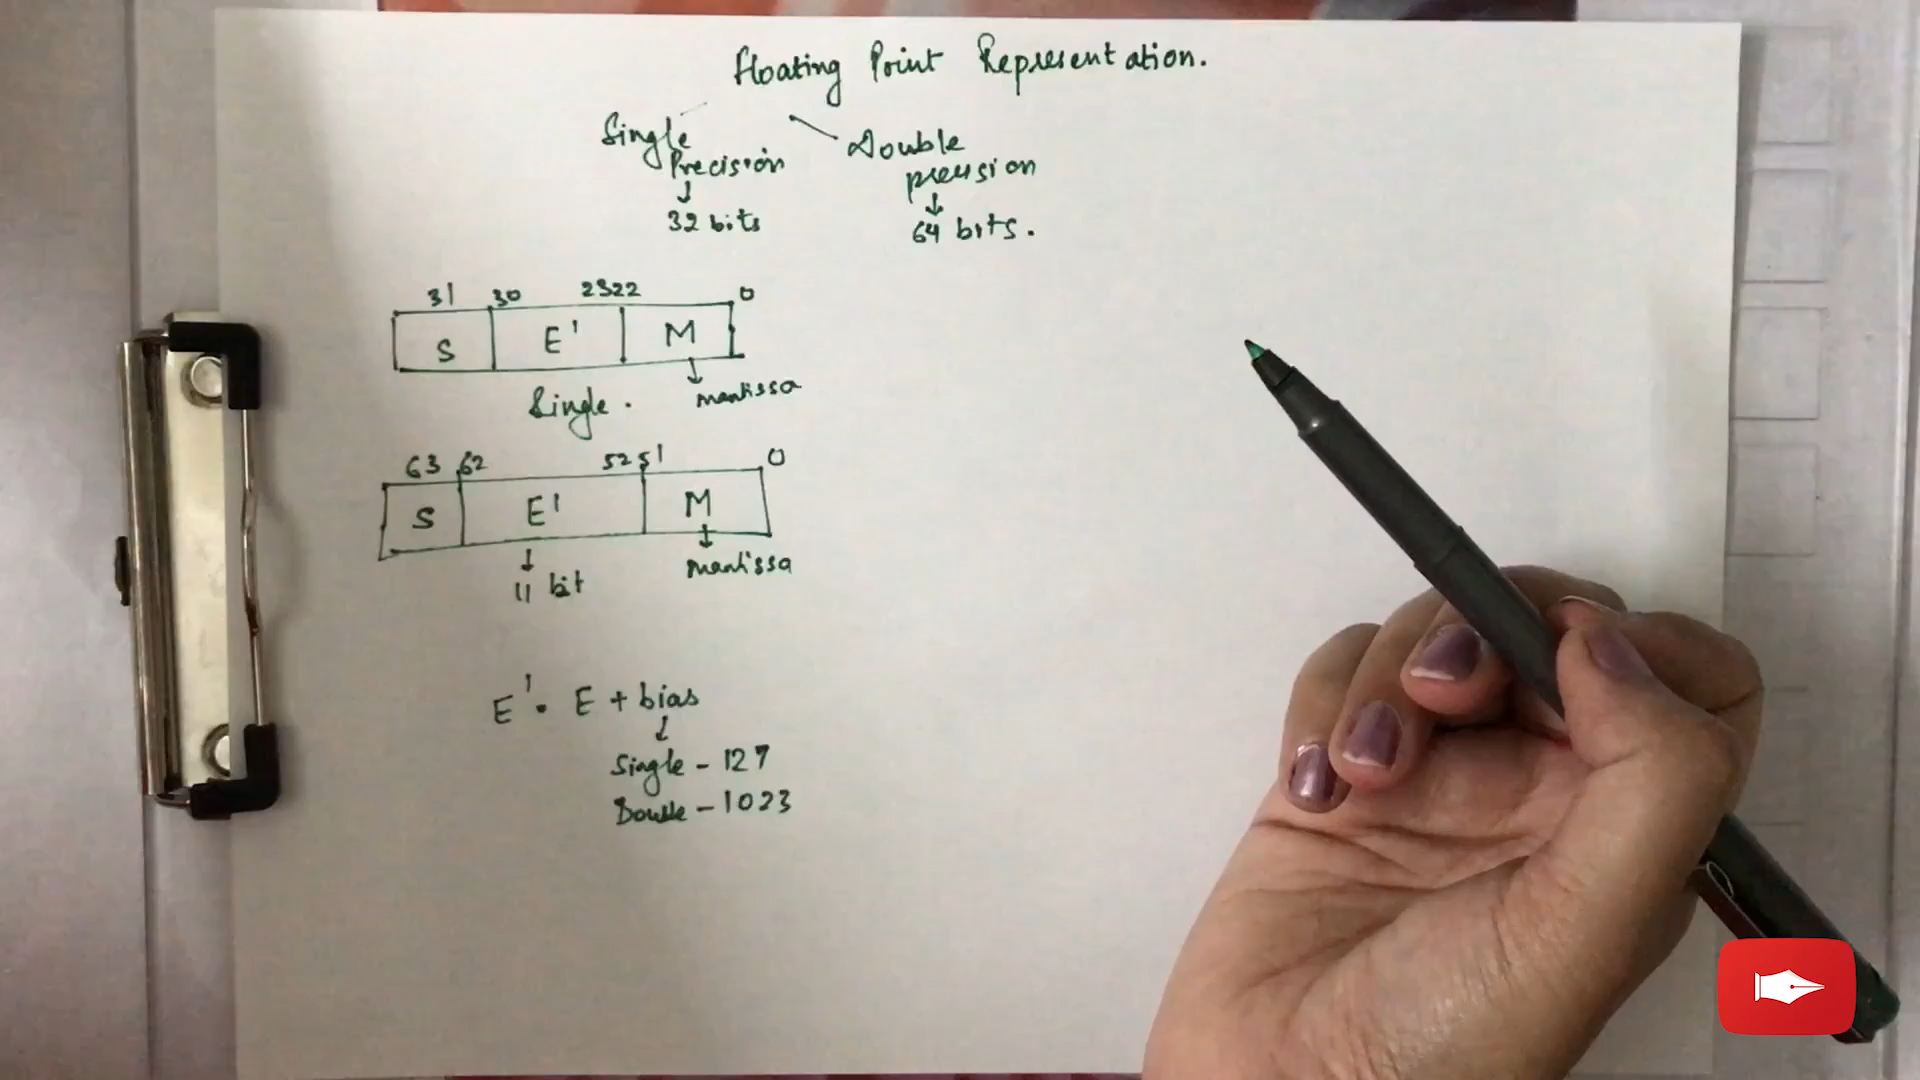 Floating Point Representation.
Single
Precision
↓
32 bits
Double
precision
↓
64 bits.
31 30 23 22 0
S E' M
↓
mantissa
Single.
63 62 52 51 0
S E' M
↓ ↓
11 bit mantissa
E' = E + bias
↓
Single - 127
Double - 1023